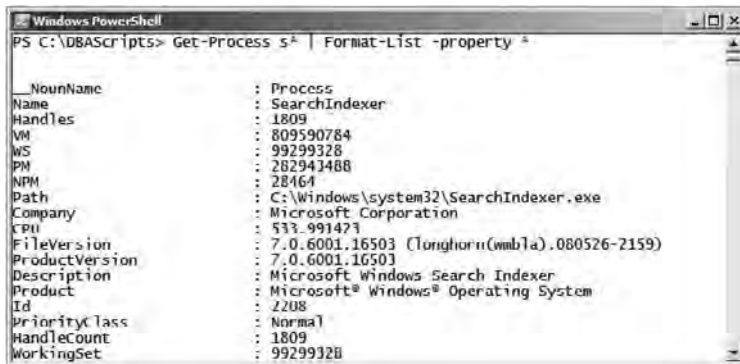 Windows PowerShell
PS C:\DBAScripts> Get-Process s* | Format-List -property *
__NounName : Process
Name : SearchIndexer
Handles : 1809
VM : 809590784
WS : 99299328
PM : 282943488
NPM : 28464
Path : C:\Windows\system32\SearchIndexer.exe
Company : Microsoft Corporation
CPU : 533.991423
FileVersion : 7.0.6001.16503 (longhorn(wmbla).080526-2159)
ProductVersion : 7.0.6001.16503
Description : Microsoft Windows Search Indexer
Product : Microsoft® Windows® Operating System
Id : 2208
PriorityClass : Normal
HandleCount : 1809
WorkingSet : 99299328